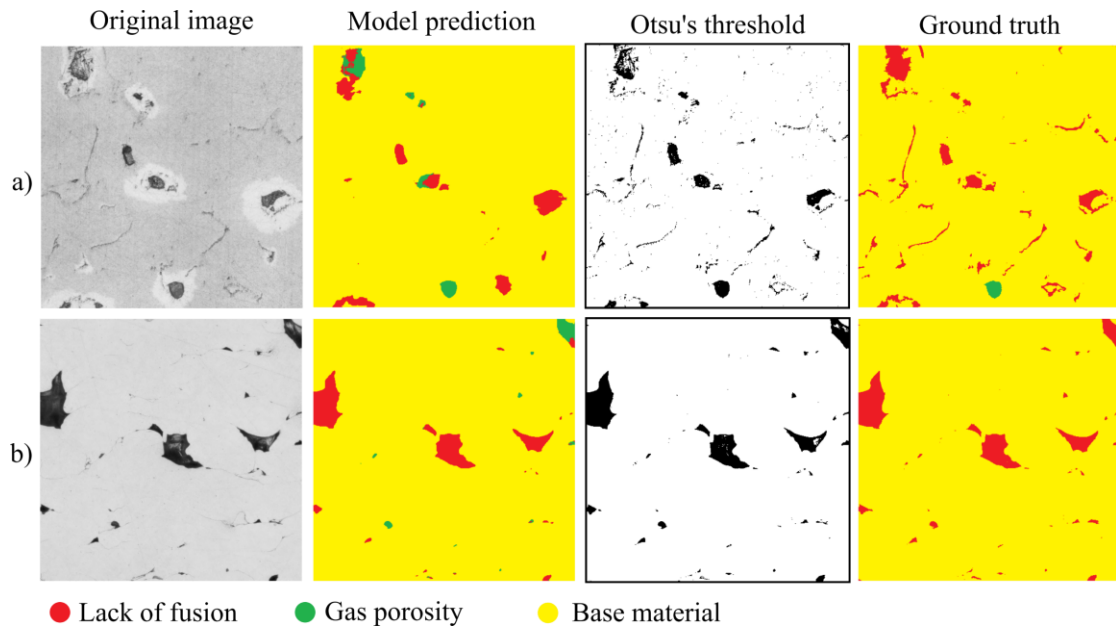 Original image Model prediction Otsu's threshold Ground truth
a)
b)
Lack of fusion Gas porosity Base material